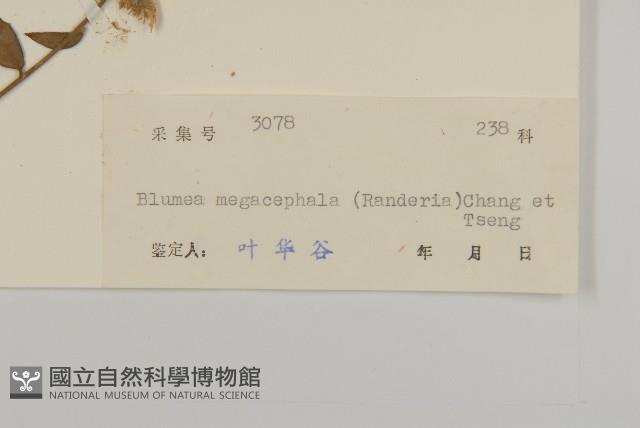 采集号 3078 238 科
Blumea megacephala (Randeria)Chang et
Tseng
鉴定人: 叶华谷 年 月 日
國立自然科學博物館
NATIONAL MUSEUM OF NATURAL SCIENCE